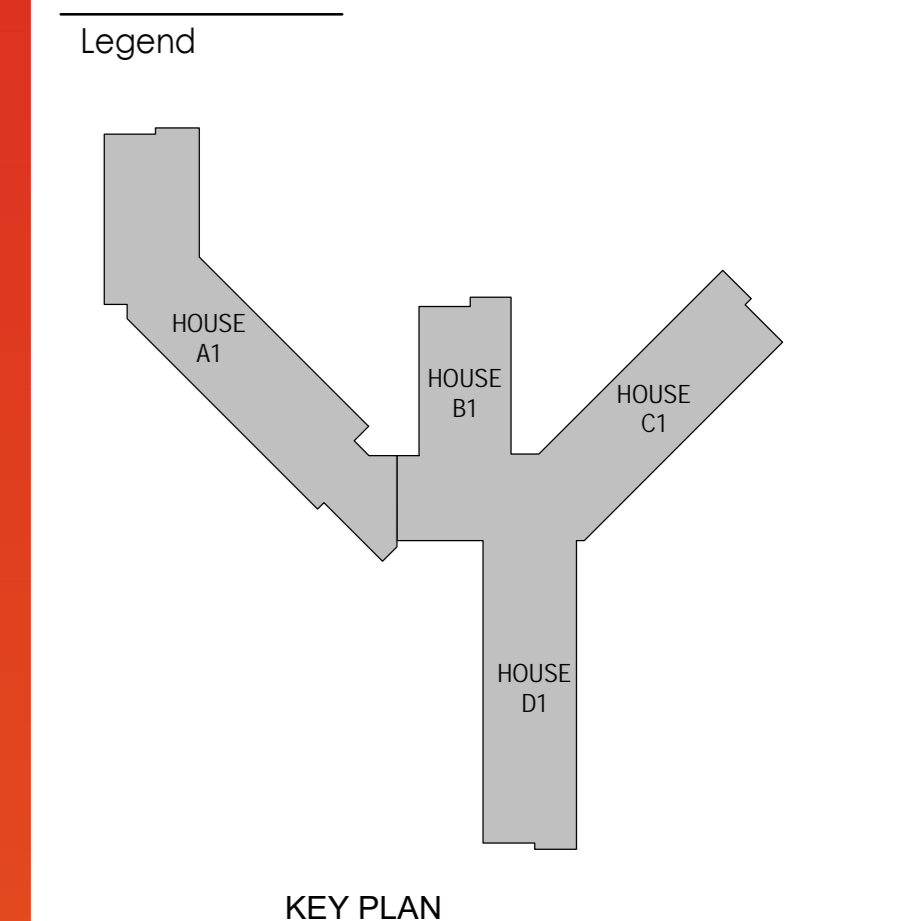 Legend
HOUSE
A1
HOUSE
B1
HOUSE
C1
HOUSE
D1
KEY PLAN